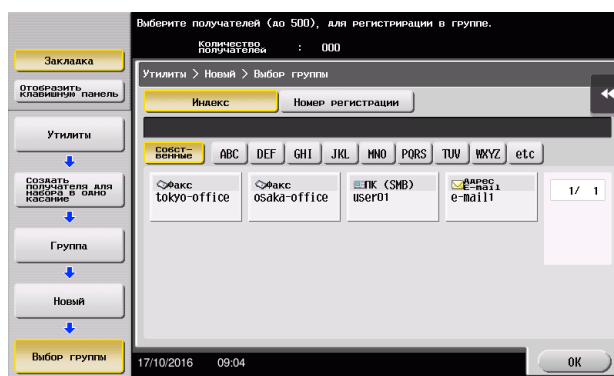 Выберите получателей (до 500), для регистрирации в группе.
Количество получателей : 000
Закладка
Отобразить клавишную панель
Утилиты > Новый > Выбор группы
Индекс
Номер регистрации
Утилиты
Собст-венные
ABC
DEF
GHI
JKL
MNO
PQRS
TUV
WXYZ
etc
Создать
получателя для
набора в одно
касание
Факс
tokyo-office
Факс
osaka-office
ПК (SMB)
user01
Адрес
E-mail
e-mail1
1/ 1
Группа
Новый
Выбор группы
17/10/2016 09:04
OK